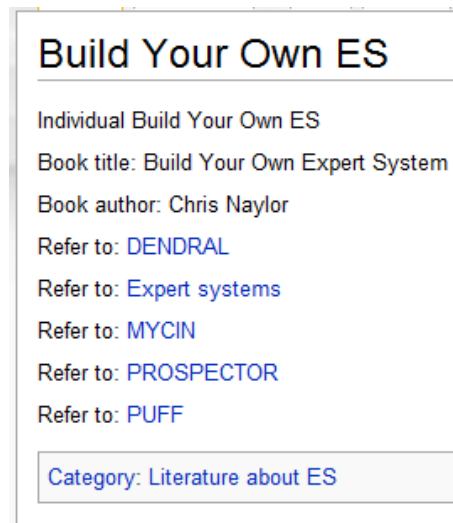 Build Your Own ES
Individual Build Your Own ES
Book title: Build Your Own Expert System
Book author: Chris Naylor
Refer to: DENDRAL
Refer to: Expert systems
Refer to: MYCIN
Refer to: PROSPECTOR
Refer to: PUFF
Category: Literature about ES